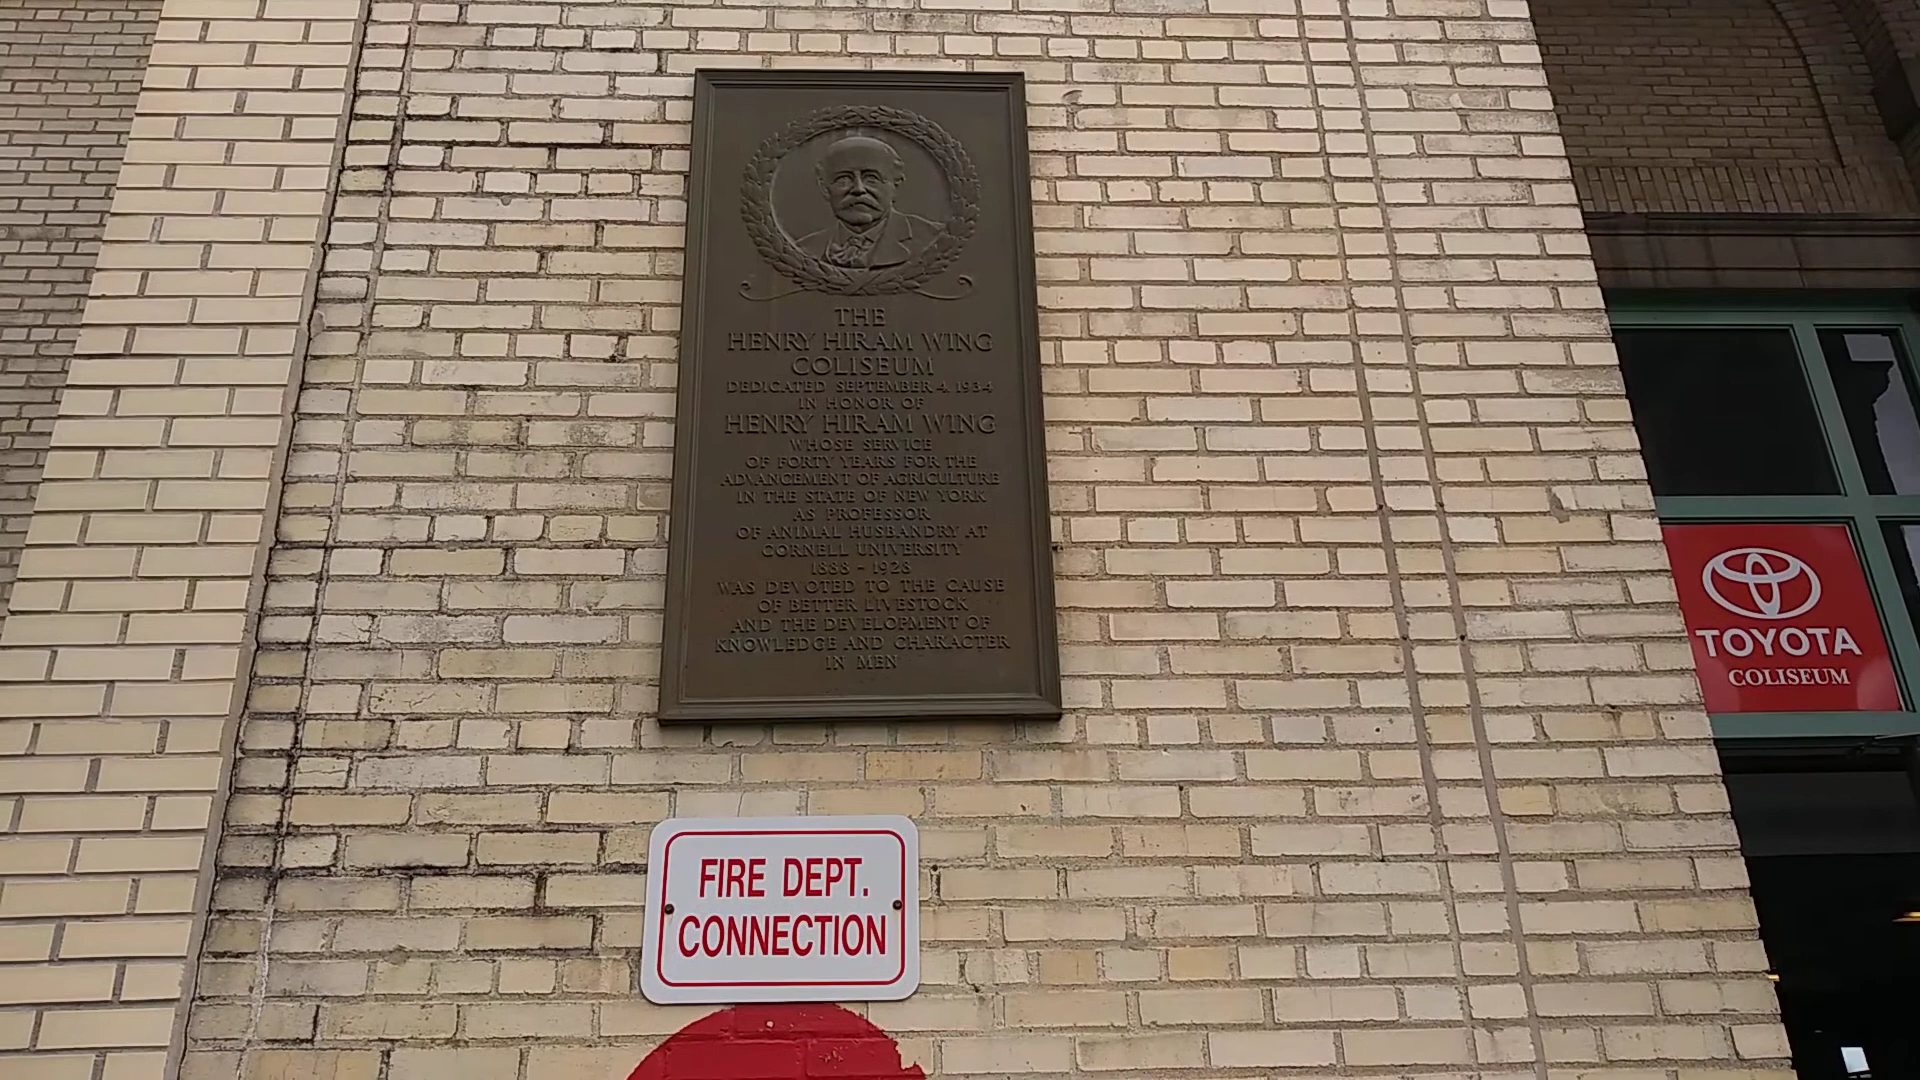 THE
HENRY HIRAM WING
COLISEUM
DEDICATED SEPTEMBER 4, 1934
IN HONOR OF
HENRY HIRAM WING
WHOSE SERVICE
OF FORTY YEARS FOR THE
ADVANCEMENT OF AGRICULTURE
IN THE STATE OF NEW YORK
AS PROFESSOR
OF ANIMAL HUSBANDRY AT
CORNELL UNIVERSITY
1888 - 1928
WAS DEVOTED TO THE CAUSE
OF BETTER LIVESTOCK
AND THE DEVELOPMENT OF
KNOWLEDGE AND CHARACTER
IN MEN
FIRE DEPT.
CONNECTION
TOYOTA
COLISEUM